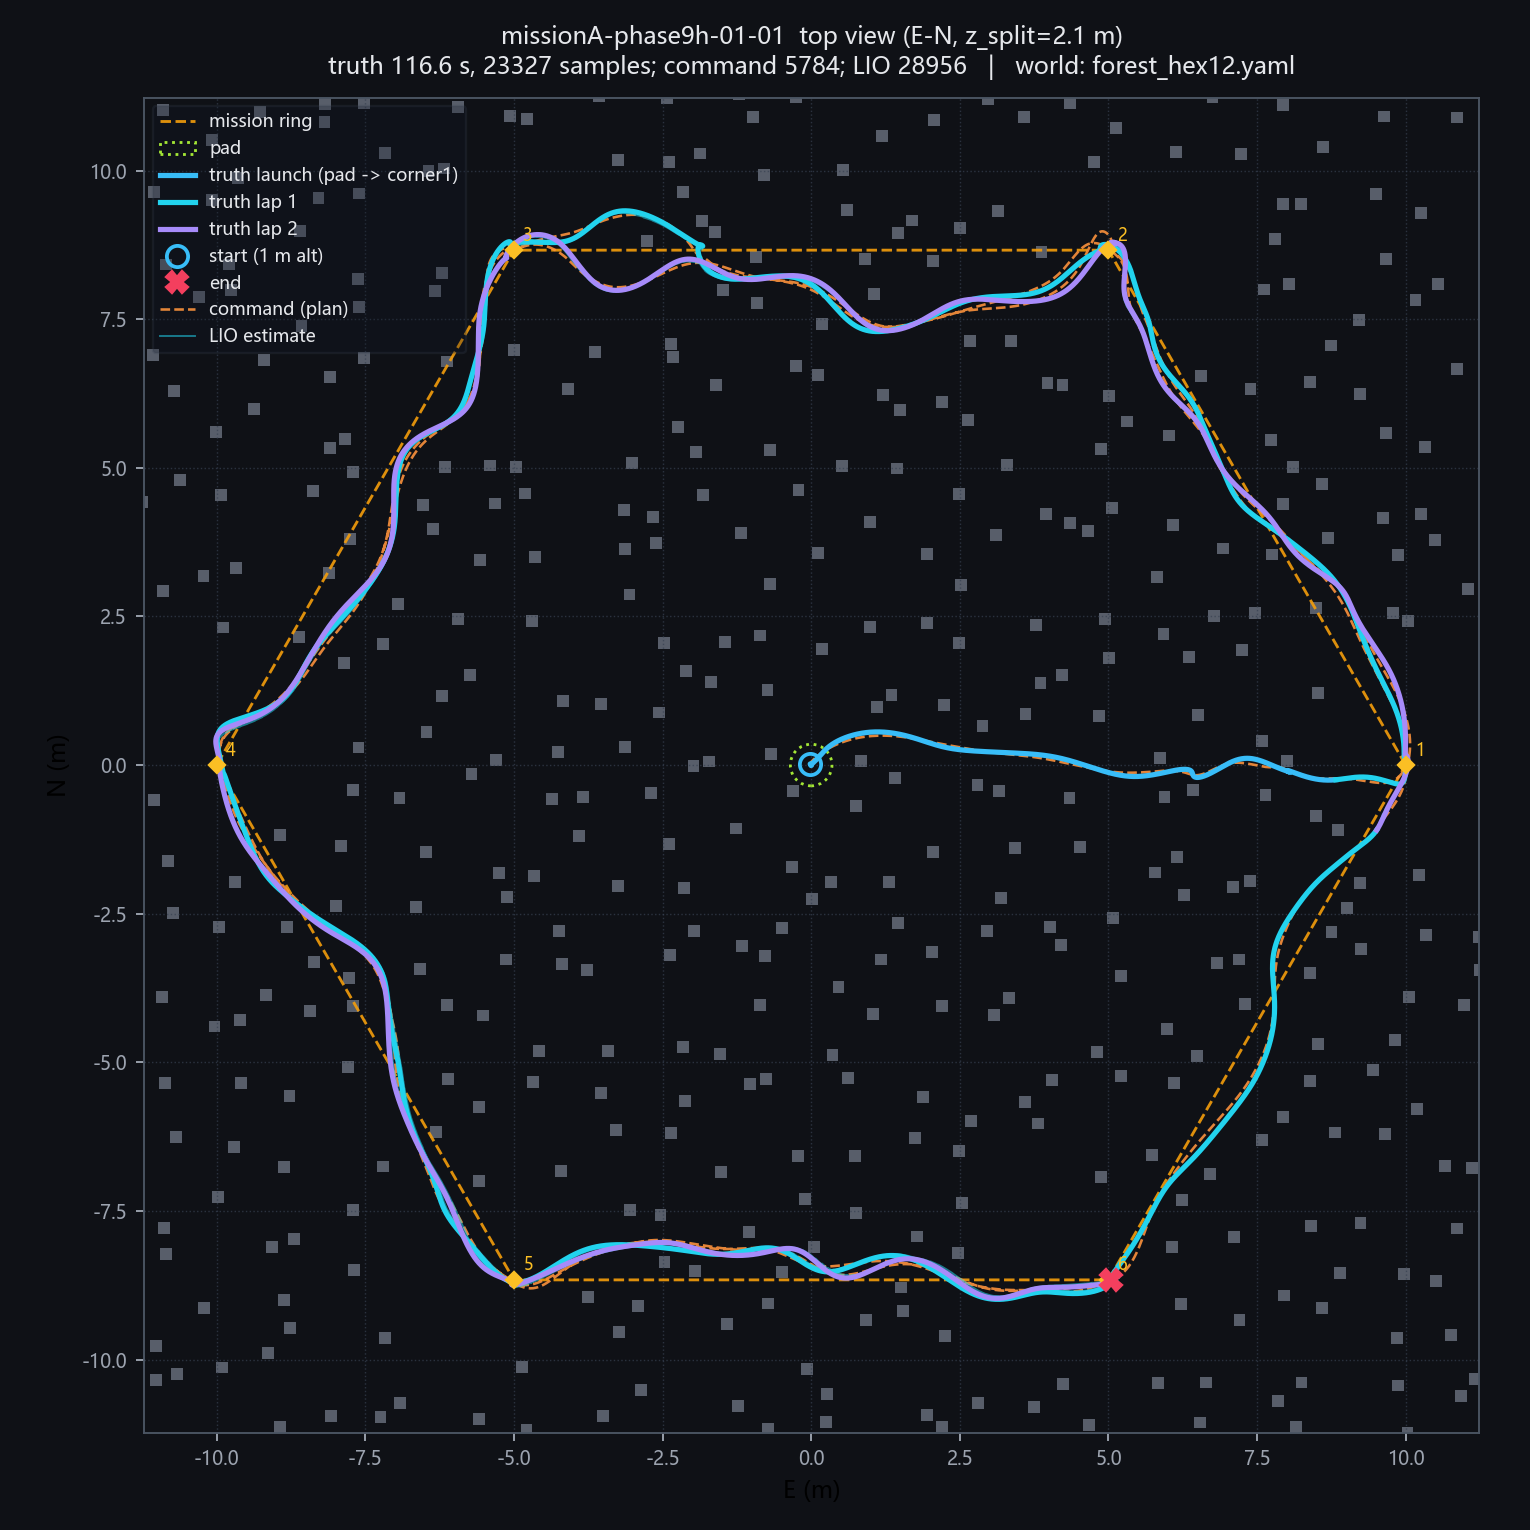 missionA-phase9h-01-01  top view (E-N, z_split=2.1 m)
truth 116.6 s, 23327 samples; command 5784; LIO 28956   |   world: forest_hex12.yaml
mission ring
pad
truth launch (pad -> corner1)
truth lap 1
truth lap 2
start (1 m alt)
end
command (plan)
LIO estimate
10.0
7.5
5.0
2.5
0.0
-2.5
-5.0
-7.5
-10.0
N (m)
3
2
4
1
5
-10.0
-7.5
-5.0
-2.5
0.0
2.5
5.0
7.5
10.0
E (m)